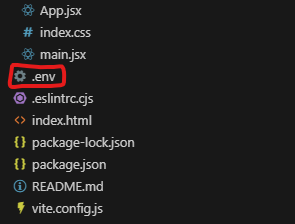 App.jsx
index.css
main.jsx
.env
.eslintrc.cjs
index.html
package-lock.json
package.json
README.md
vite.config.js